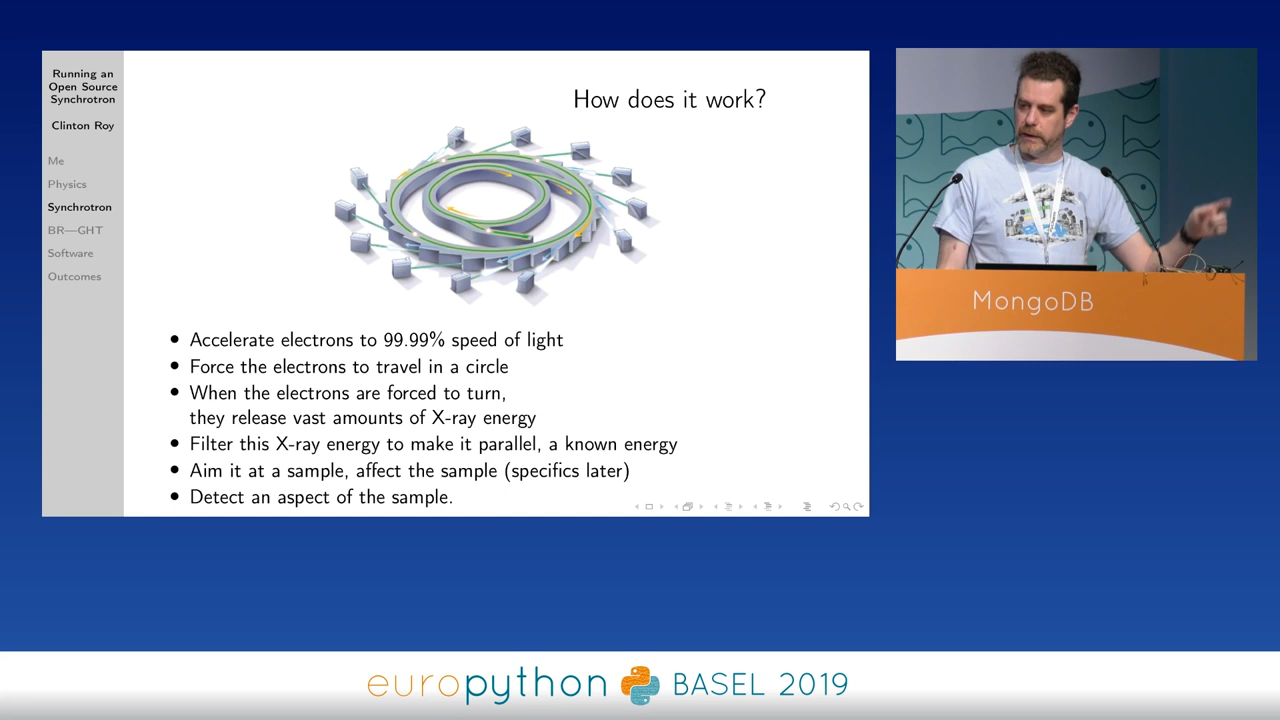 Running an
Open Source
Synchrotron
Clinton Roy
Me
Physics
Synchrotron
BR—GHT
Software
Outcomes
How does it work?
• Accelerate electrons to 99.99% speed of light
• Force the electrons to travel in a circle
• When the electrons are forced to turn,
they release vast amounts of X-ray energy
• Filter this X-ray energy to make it parallel, a known energy
• Aim it at a sample, affect the sample (specifics later)
• Detect an aspect of the sample.
MongoDB
europython BASEL 2019